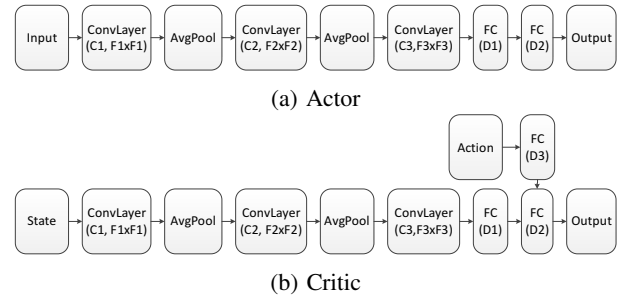 Input
ConvLayer
(C1, F1xF1)
AvgPool
ConvLayer
(C2, F2xF2)
AvgPool
ConvLayer
(C3,F3xF3)
FC
(D1)
FC
(D2)
Output
(a) Actor
Action
FC
(D3)
State
ConvLayer
(C1, F1xF1)
AvgPool
ConvLayer
(C2, F2xF2)
AvgPool
ConvLayer
(C3,F3xF3)
FC
(D1)
FC
(D2)
Output
(b) Critic